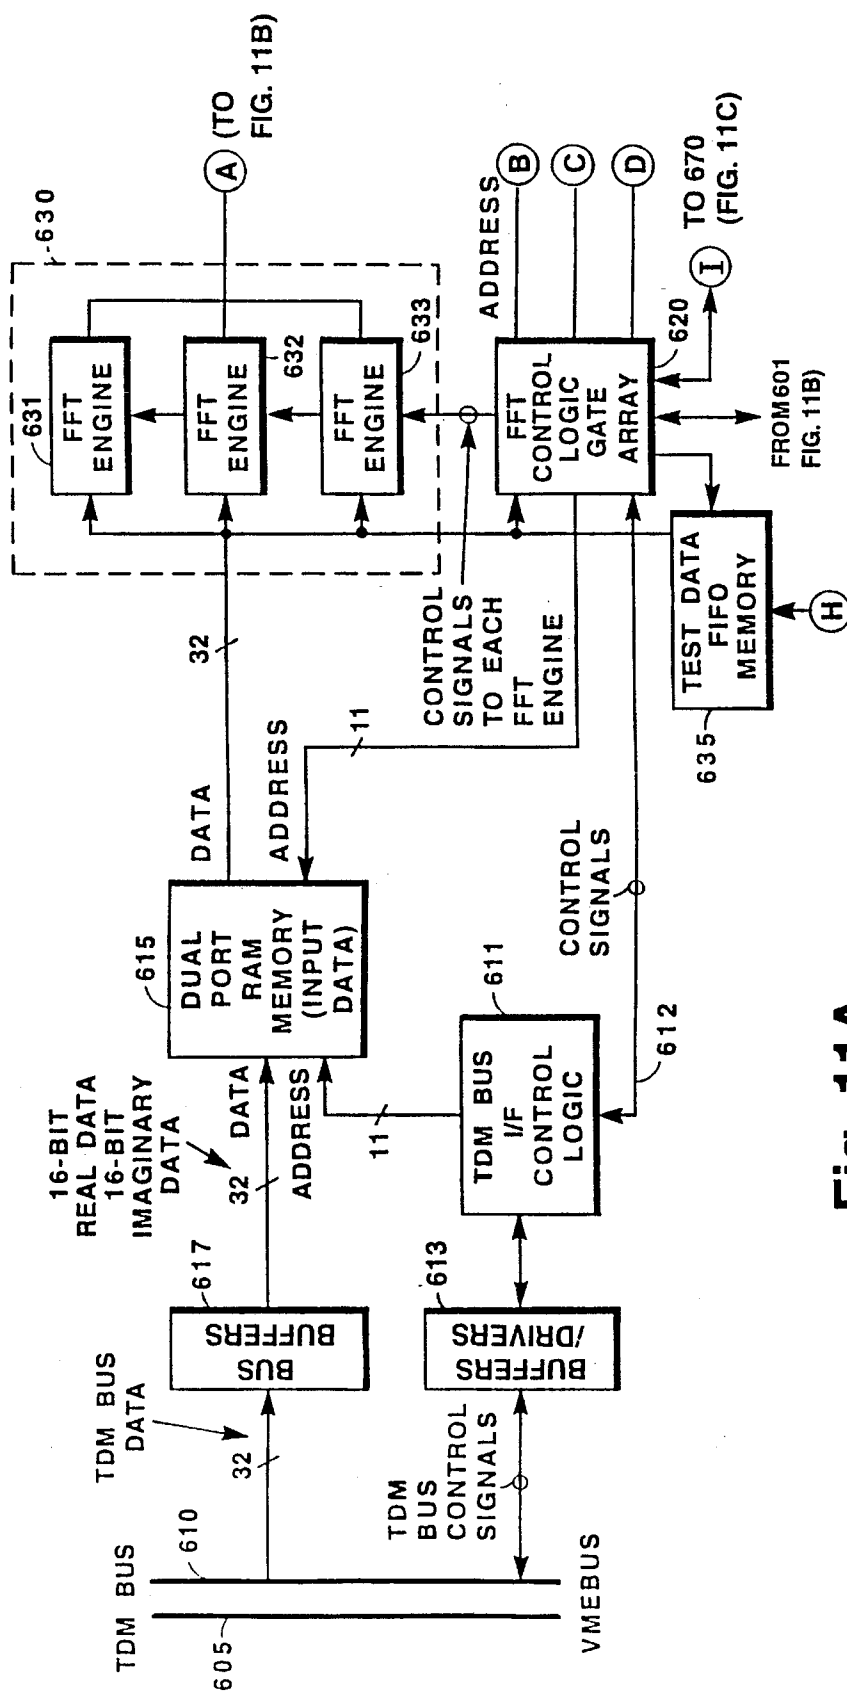 TDM BUS
605
VMEBUS
610
TDM BUS
DATA
32
TDM
BUS
CONTROL
SIGNALS
BUS
BUFFERS
617
BUFFERS
/DRIVERS
613
16-BIT
REAL DATA
16-BIT
IMAGINARY
DATA
32
DATA
ADDRESS
11
TDM BUS
I/F
CONTROL
LOGIC
611
612
615
DUAL
PORT
RAM
MEMORY
(INPUT
DATA)
DATA
32
ADDRESS
11
CONTROL
SIGNALS
CONTROL
SIGNALS
TO EACH
FFT
ENGINE
635
TEST DATA
FIFO
MEMORY
H
630
631
FFT
ENGINE
FFT
ENGINE
632
FFT
ENGINE
633
FFT
CONTROL
LOGIC
GATE
ARRAY
620
FROM 601
FIG. 11B
A
(TO
FIG. 11B)
ADDRESS
B
C
D
I
TO 670
(FIG. 11C)
Fig. 11A